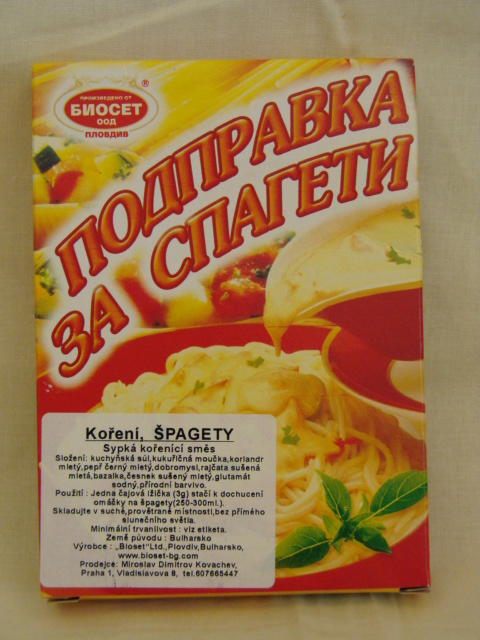 ®
ПРОИЗВЕДЕНО ОТ
БИОСЕТ
ООД
ПЛОВДИВ
ПОДПРАВКА
ЗА СПАГЕТИ
Koření, ŠPAGETY
Sypká kořenící směs
Složení: kuchyňská sůl,kukuřičná moučka,koriandr
mletý,pepř černý mletý,dobromysl,rajčata sušená
mletá,bazalka,česnek sušený mletý,glutamát
sodný,přírodní barvivo.
Použití : Jedna čajová lžička (3g) stačí k dochucení
omáčky na špagety(250-300ml.).
Skladujte v suché,provětrané místnosti,bez přímého
slunečního světla.
Minimální trvanlivost : viz etiketa.
Země původu : Bulharsko
Výrobce : „Bioset“Ltd.,Plovdiv,Bulharsko,
www.bioset-bg.com
Prodejce: Miroslav Dimitrov Kovachev,
Praha 1, Vladislavova 8, tel.607665447